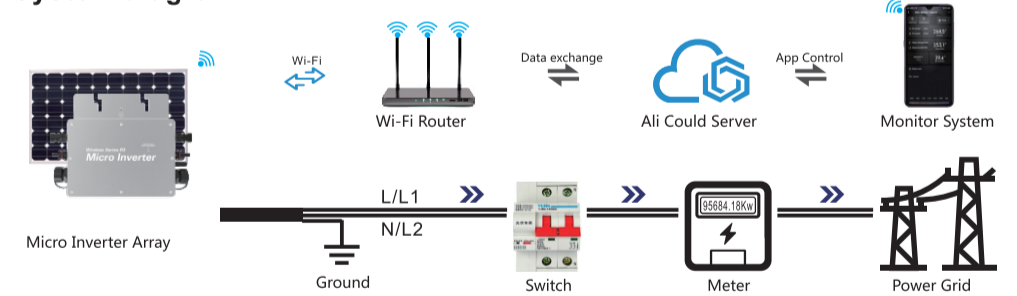 Wi-Fi
Data exchange
App Control
Wi-Fi Router
Ali Could Server
Monitor System
Micro Inverter
L/L1
N/L2
95684.18Kw
Micro Inverter Array
Ground
Switch
Meter
Power Grid